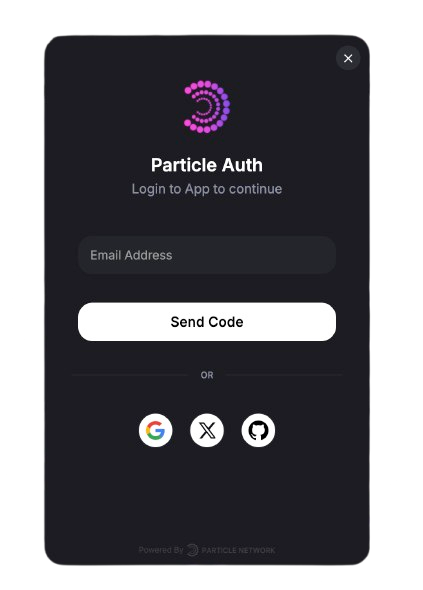 Particle Auth
Login to App to continue
Email Address
Send Code
OR
Powered By PARTICLE NETWORK